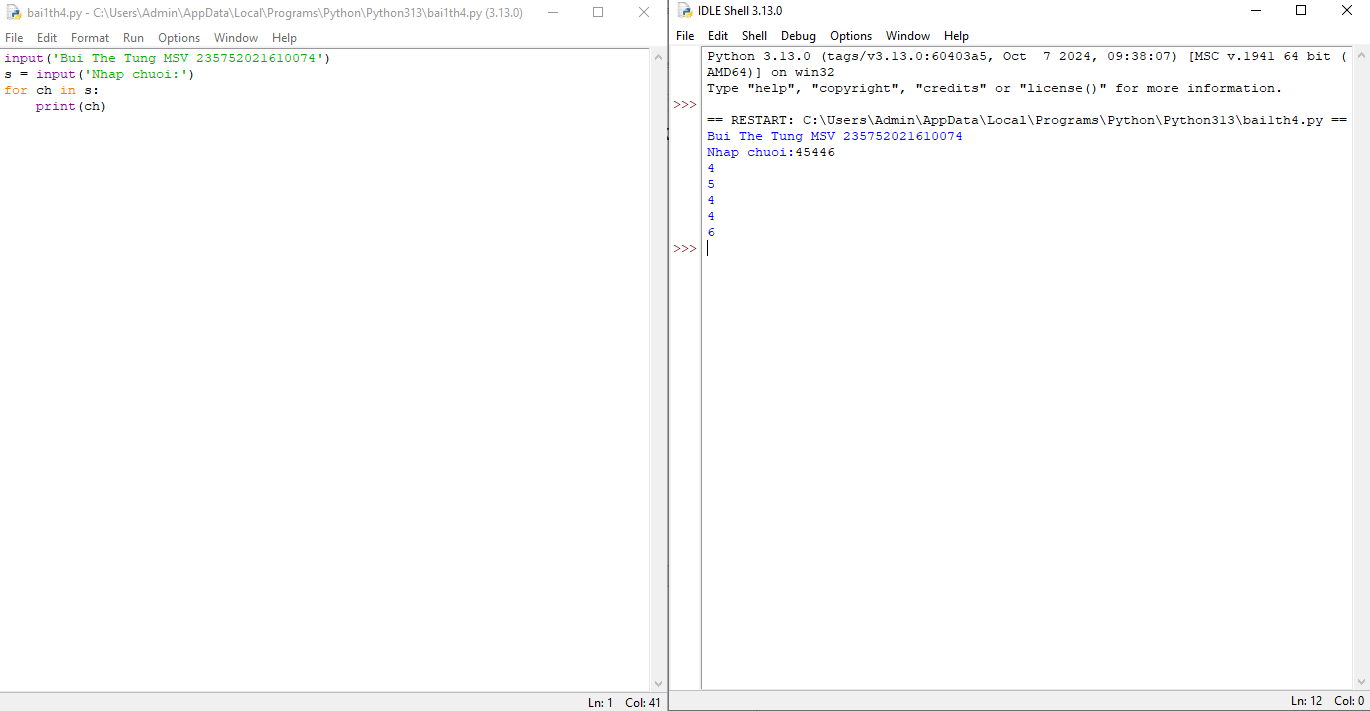 bai1th4.py - C:\Users\Admin\AppData\Local\Programs\Python\Python313\bai1th4.py (3.13.0)
File Edit Format Run Options Window Help
input('Bui The Tung MSV 235752021610074')
s = input('Nhap chuoi:')
for ch in s:
    print(ch)
Ln: 1 Col: 41
IDLE Shell 3.13.0
File Edit Shell Debug Options Window Help
Python 3.13.0 (tags/v3.13.0:60403a5, Oct  7 2024, 09:38:07) [MSC v.1941 64 bit (
AMD64)] on win32
Type "help", "copyright", "credits" or "license()" for more information.
>>>
== RESTART: C:\Users\Admin\AppData\Local\Programs\Python\Python313\bai1th4.py ==
Bui The Tung MSV 235752021610074
Nhap chuoi:45446
4
5
4
4
6
>>>
Ln: 12 Col: 0